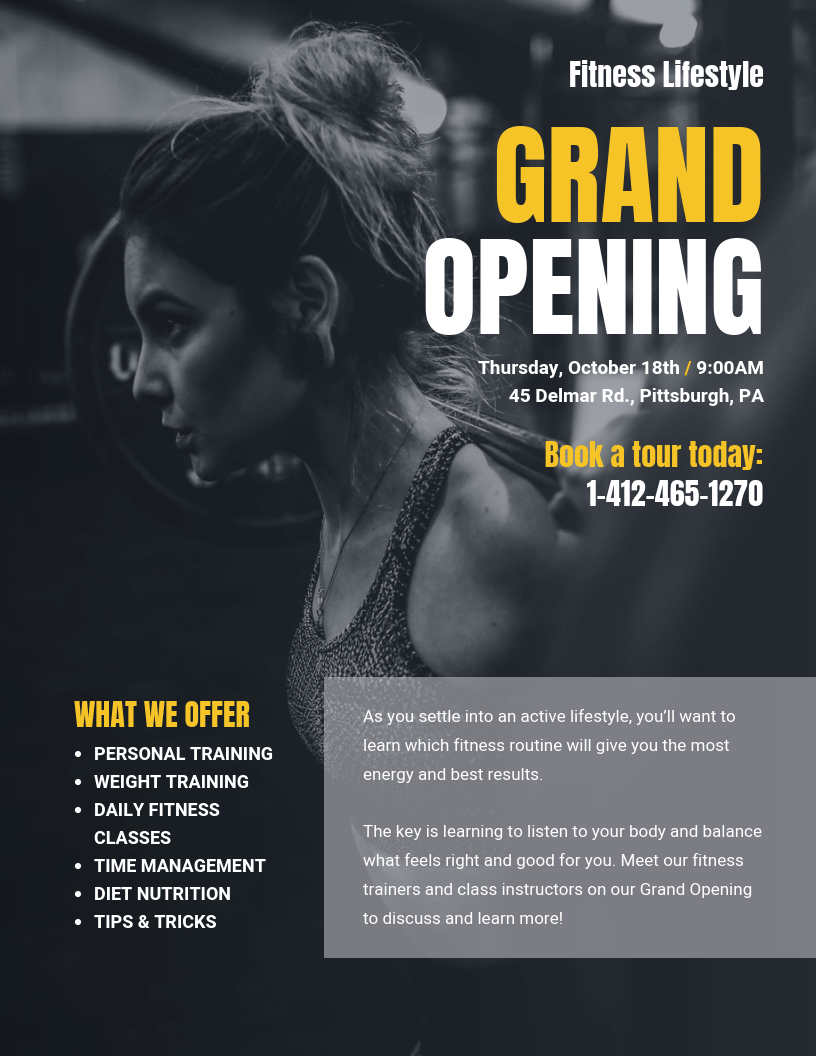 Fitness Lifestyle
GRAND
OPENING
Thursday, October 18th / 9:00AM
45 Delmar Rd., Pittsburgh, PA
Book a tour today:
1-412-465-1270
WHAT WE OFFER
• PERSONAL TRAINING
• WEIGHT TRAINING
• DAILY FITNESS
CLASSES
• TIME MANAGEMENT
• DIET NUTRITION
• TIPS & TRICKS
As you settle into an active lifestyle, you’ll want to
learn which fitness routine will give you the most
energy and best results.
The key is learning to listen to your body and balance
what feels right and good for you. Meet our fitness
trainers and class instructors on our Grand Opening
to discuss and learn more!